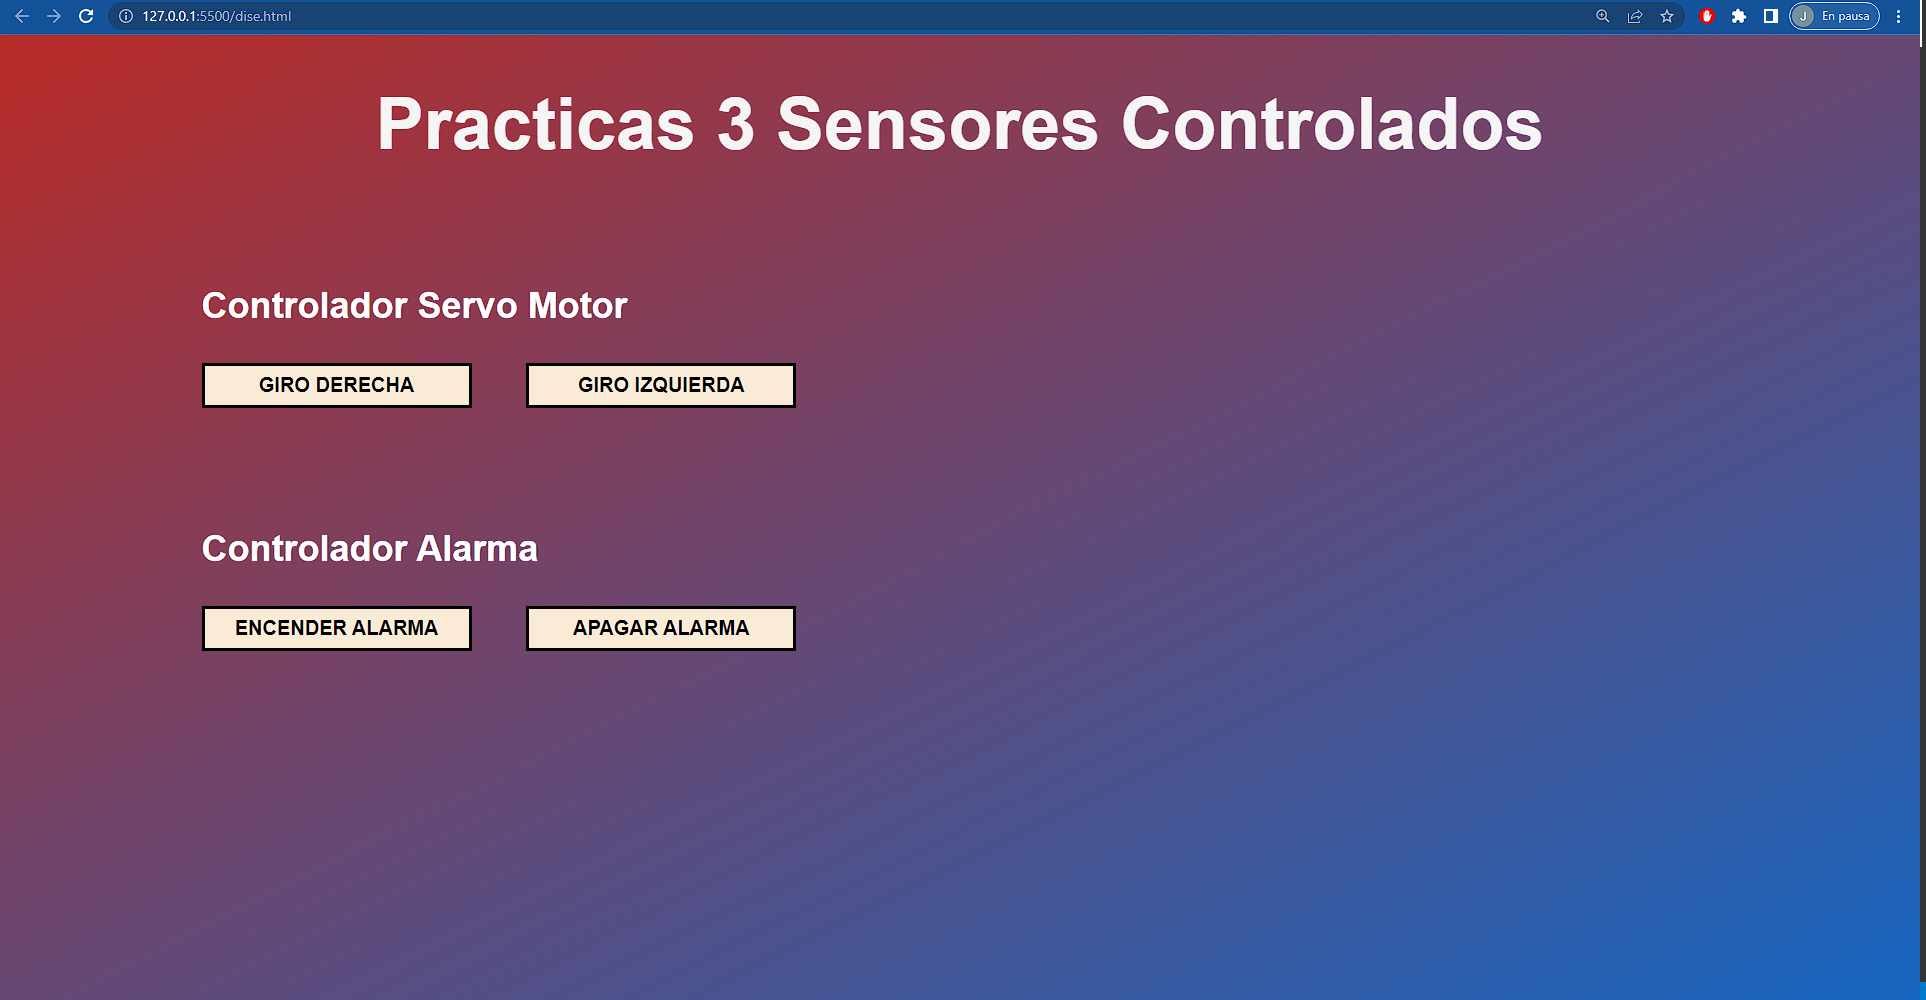 127.0.0.1:5500/dise.html
J En pausa
Practicas 3 Sensores Controlados
Controlador Servo Motor
GIRO DERECHA GIRO IZQUIERDA
Controlador Alarma
ENCENDER ALARMA APAGAR ALARMA